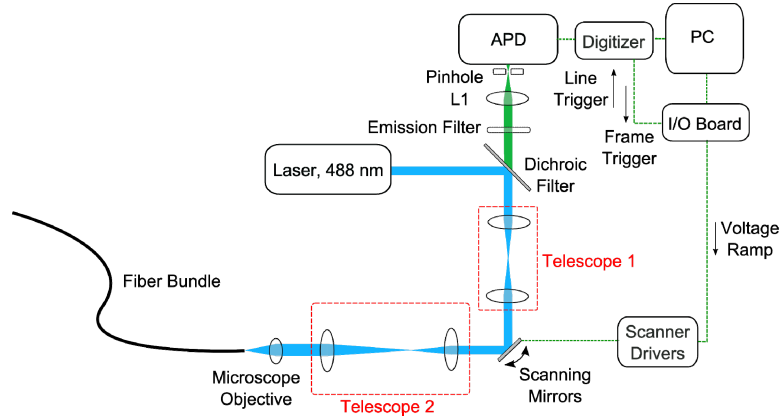 APD
Digitizer
PC
Pinhole
L1
Line
Trigger
Emission Filter
Frame
Trigger
I/O Board
Laser, 488 nm
Dichroic
Filter
Voltage
Ramp
Telescope 1
Fiber Bundle
Scanner
Drivers
Microscope
Objective
Telescope 2
Scanning
Mirrors